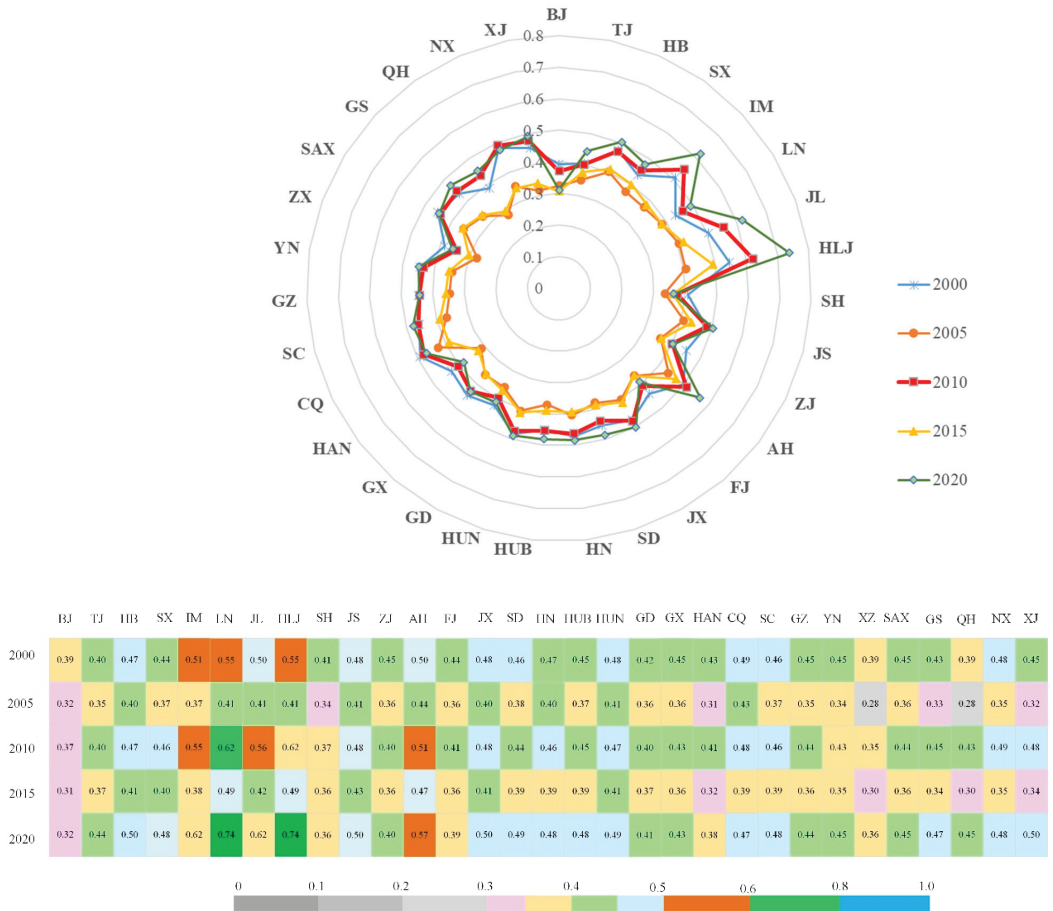 BJ
TJ
HB
SX
IM
LN
JL
HLJ
SH
JS
ZJ
AH
FJ
JX
SD
HN
HUB
HUN
GD
GX
HAN
CQ
SC
GZ
YN
ZX
SAX
GS
QH
NX
XJ
0.8
0.7
0.6
0.5
0.4
0.3
0.2
0.1
0
2000
2005
2010
2015
2020
BJ TJ HB SX IM LN JL HLJ SH JS ZJ AH FJ JX SD HN HUB HUN GD GX HAN CQ SC GZ YN XZ SAX GS QH NX XJ
2000 0.39 0.40 0.47 0.44 0.51 0.55 0.50 0.55 0.41 0.48 0.45 0.50 0.44 0.48 0.46 0.47 0.45 0.48 0.42 0.45 0.43 0.49 0.46 0.45 0.45 0.39 0.45 0.43 0.39 0.48 0.45
2005 0.32 0.35 0.40 0.37 0.37 0.41 0.41 0.41 0.34 0.41 0.36 0.44 0.36 0.40 0.38 0.40 0.37 0.41 0.36 0.36 0.31 0.43 0.37 0.35 0.34 0.28 0.36 0.33 0.28 0.35 0.32
2010 0.37 0.40 0.47 0.46 0.55 0.62 0.56 0.62 0.37 0.48 0.40 0.51 0.41 0.48 0.44 0.46 0.45 0.47 0.40 0.43 0.41 0.48 0.46 0.44 0.43 0.35 0.44 0.45 0.43 0.49 0.48
2015 0.31 0.37 0.41 0.40 0.38 0.49 0.42 0.49 0.36 0.43 0.36 0.47 0.36 0.41 0.39 0.39 0.39 0.41 0.37 0.36 0.32 0.39 0.39 0.36 0.35 0.30 0.36 0.34 0.30 0.35 0.34
2020 0.32 0.44 0.50 0.48 0.62 0.74 0.62 0.74 0.36 0.50 0.40 0.57 0.39 0.50 0.49 0.48 0.48 0.49 0.41 0.43 0.38 0.47 0.48 0.44 0.45 0.36 0.45 0.47 0.45 0.48 0.50
0 0.1 0.2 0.3 0.4 0.5 0.6 0.8 1.0